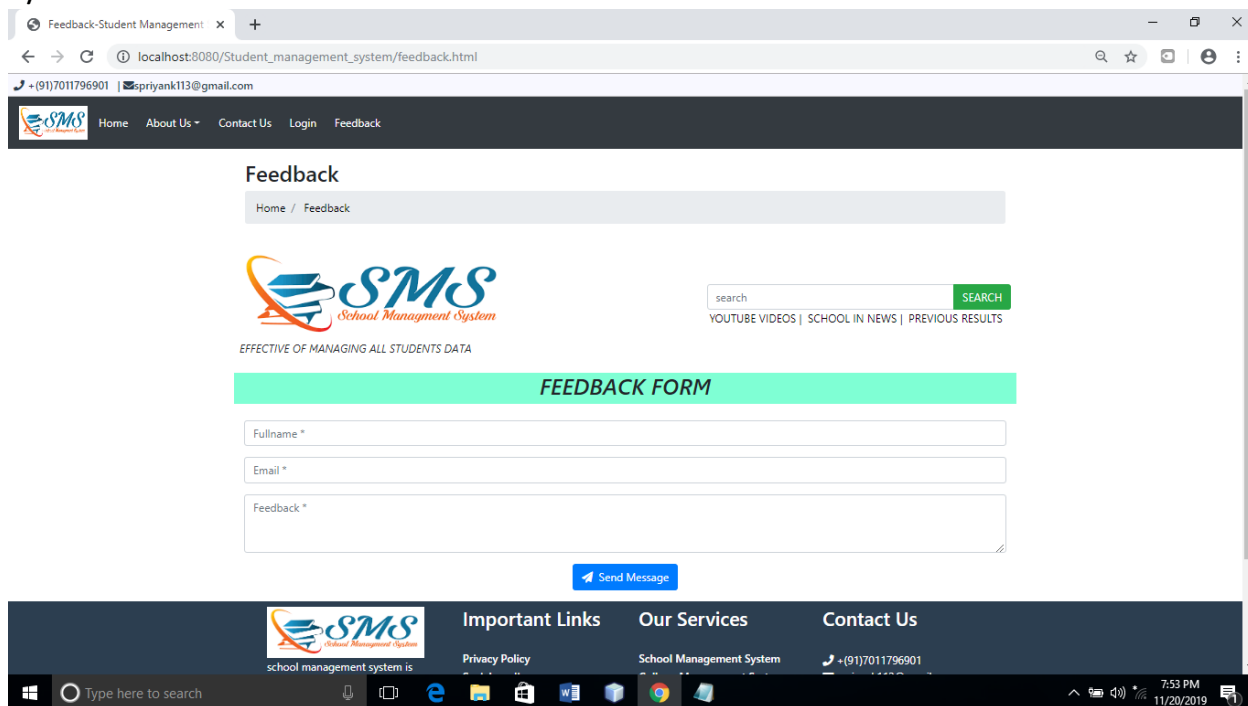 Feedback-Student Management
localhost:8080/Student_management_system/feedback.html
+(91)7011796901 | spriyank113@gmail.com
SMS Home About Us Contact Us Login Feedback
Feedback
Home / Feedback
SMS
School Managment System
EFFECTIVE OF MANAGING ALL STUDENTS DATA
search SEARCH
YOUTUBE VIDEOS | SCHOOL IN NEWS | PREVIOUS RESULTS
FEEDBACK FORM
Fullname *
Email *
Feedback *
Send Message
SMS
School Managment System
school management system is
Important Links
Privacy Policy
Our Services
School Management System
Contact Us
+(91)7011796901
Type here to search
7:53 PM
11/20/2019